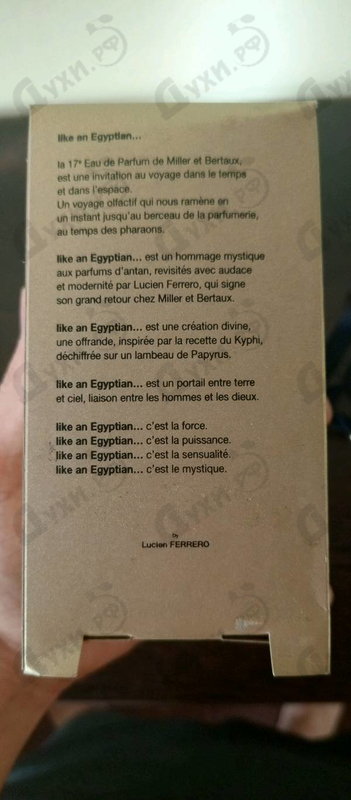 like an Egyptian...
la 17e Eau de Parfum de Miller et Bertaux,
est une invitation au voyage dans le temps
et dans l'espace.
Un voyage olfactif qui nous ramène en
un instant jusqu'au berceau de la parfumerie,
au temps des pharaons.
like an Egyptian... est un hommage mystique
aux parfums d'antan, revisités avec audace
et modernité par Lucien Ferrero, qui signe
son grand retour chez Miller et Bertaux.
like an Egyptian... est une création divine,
une offrande, inspirée par la recette du Kyphi,
déchiffrée sur un lambeau de Papyrus.
like an Egyptian... est un portail entre terre
et ciel, liaison entre les hommes et les dieux.
like an Egyptian... c'est la force.
like an Egyptian... c'est la puissance.
like an Egyptian... c'est la sensualité.
like an Egyptian... c'est le mystique.
by
Lucien FERRERO
духи.рф